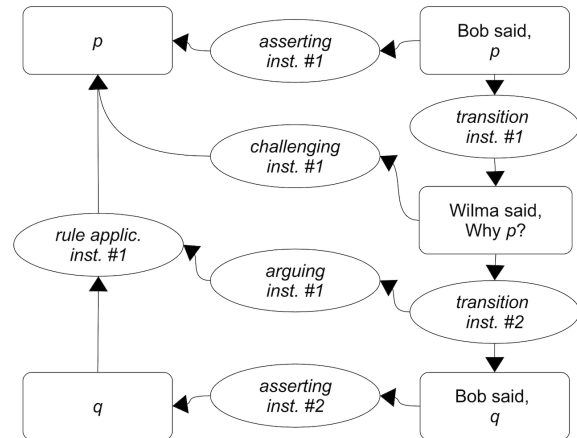 p
asserting
inst. #1
Bob said,
p
transition
inst. #1
challenging
inst. #1
Wilma said,
Why p?
rule applic.
inst. #1
arguing
inst. #1
transition
inst. #2
q
asserting
inst. #2
Bob said,
q